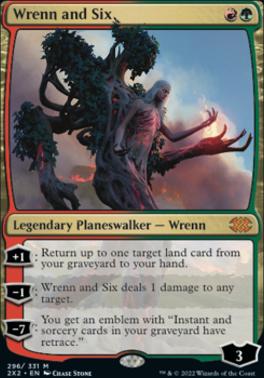 Wrenn and Six
Legendary Planeswalker — Wrenn
+1: Return up to one target land card from
your graveyard to your hand.
−1: Wrenn and Six deals 1 damage to
any target.
−7: You get an emblem with “Instant and
sorcery cards in your graveyard have
retrace.”
3
296/331 M
2X2 • EN CHASE STONE
™ & © 2022 Wizards of the Coast